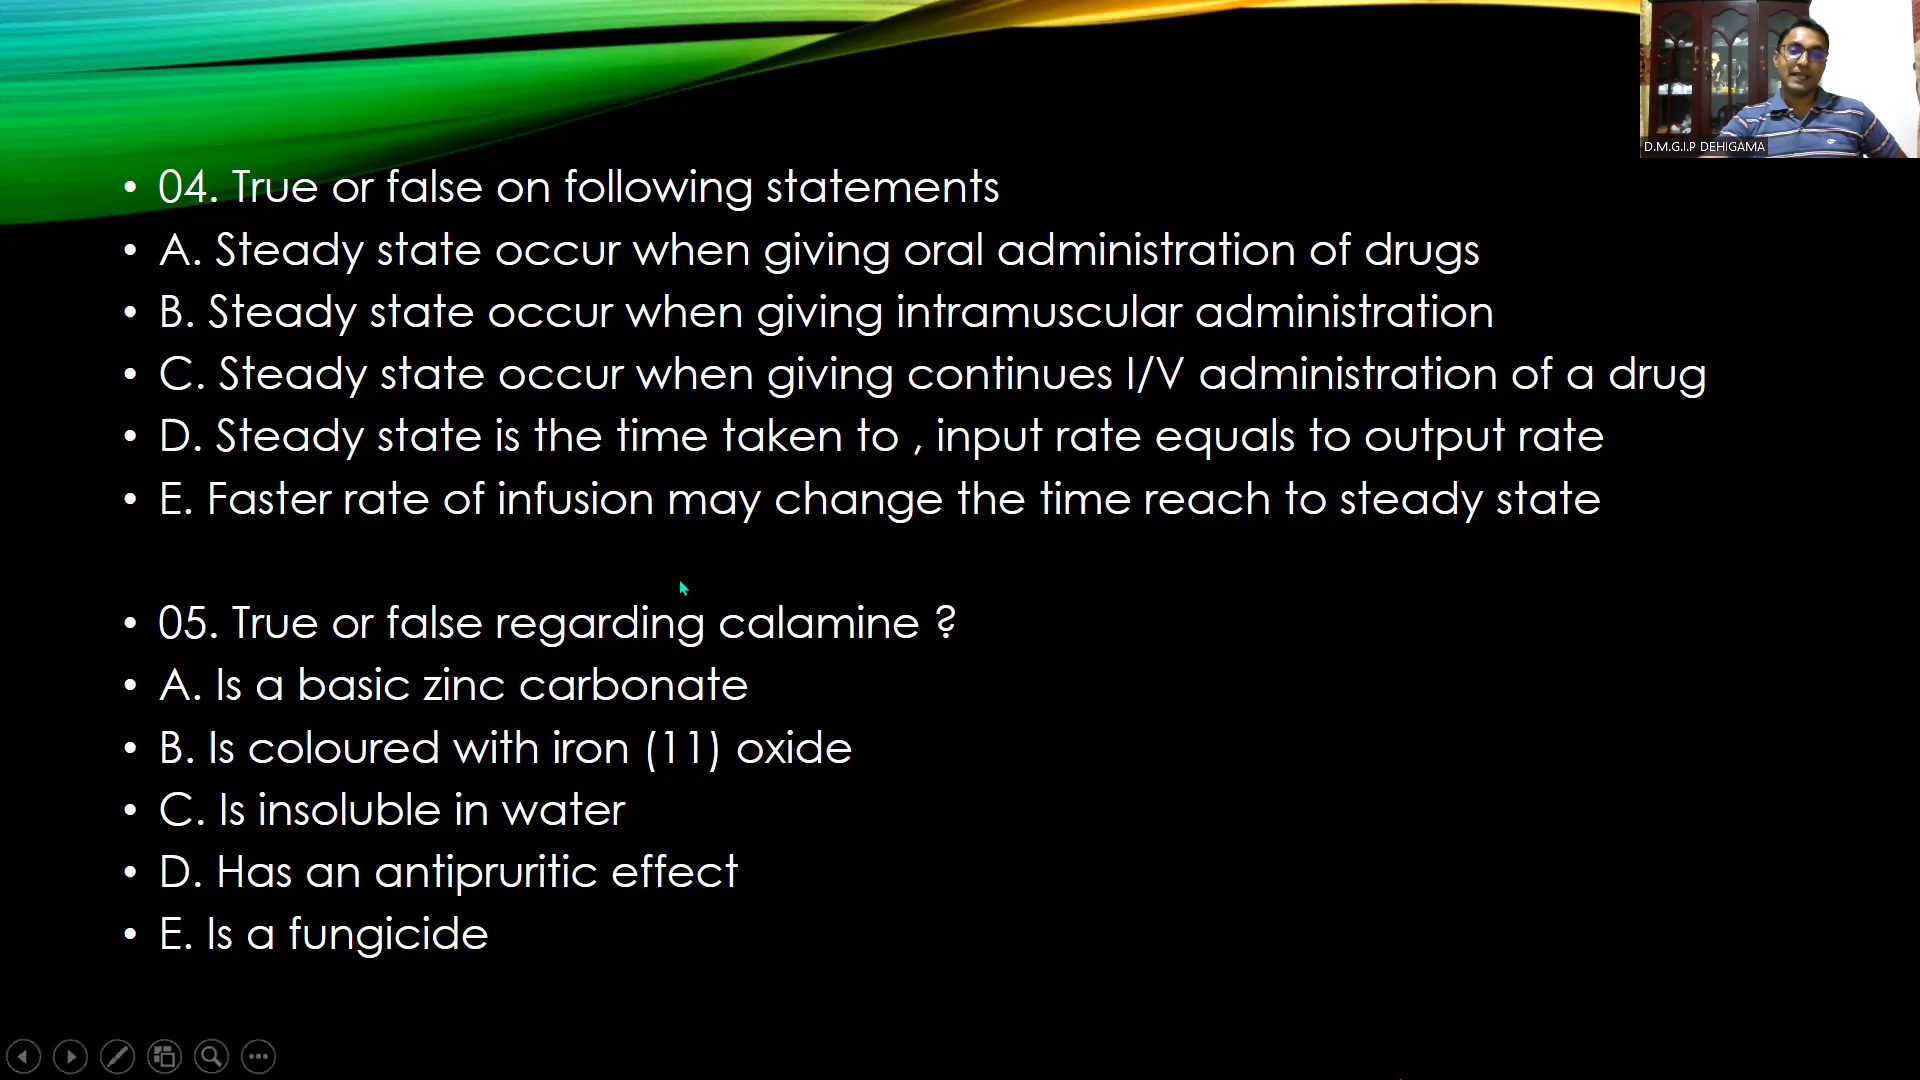 D.M.G.I.P DEHIGAMA
• 04. True or false on following statements
• A. Steady state occur when giving oral administration of drugs
• B. Steady state occur when giving intramuscular administration
• C. Steady state occur when giving continues I/V administration of a drug
• D. Steady state is the time taken to , input rate equals to output rate
• E. Faster rate of infusion may change the time reach to steady state
• 05. True or false regarding calamine ?
• A. Is a basic zinc carbonate
• B. Is coloured with iron (11) oxide
• C. Is insoluble in water
• D. Has an antipruritic effect
• E. Is a fungicide